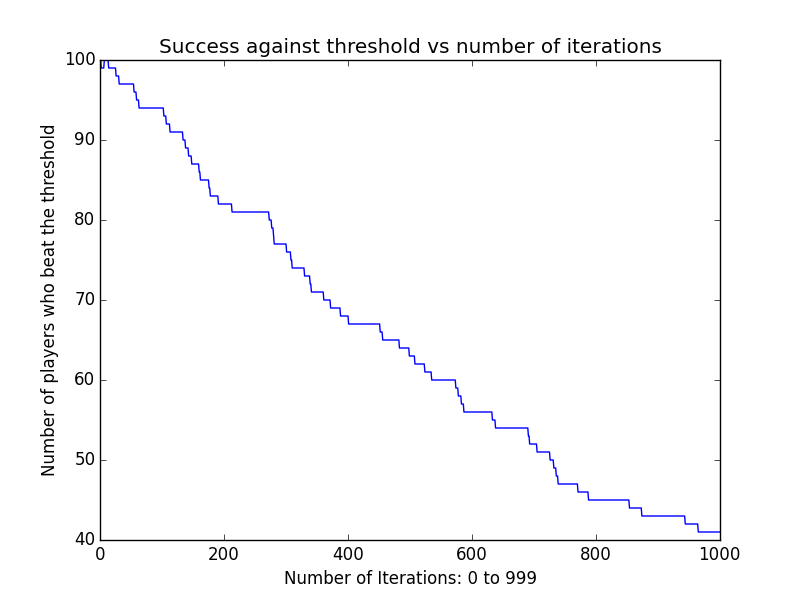 Success against threshold vs number of iterations
Number of players who beat the threshold
100
90
80
70
60
50
40
0 200 400 600 800 1000
Number of Iterations: 0 to 999